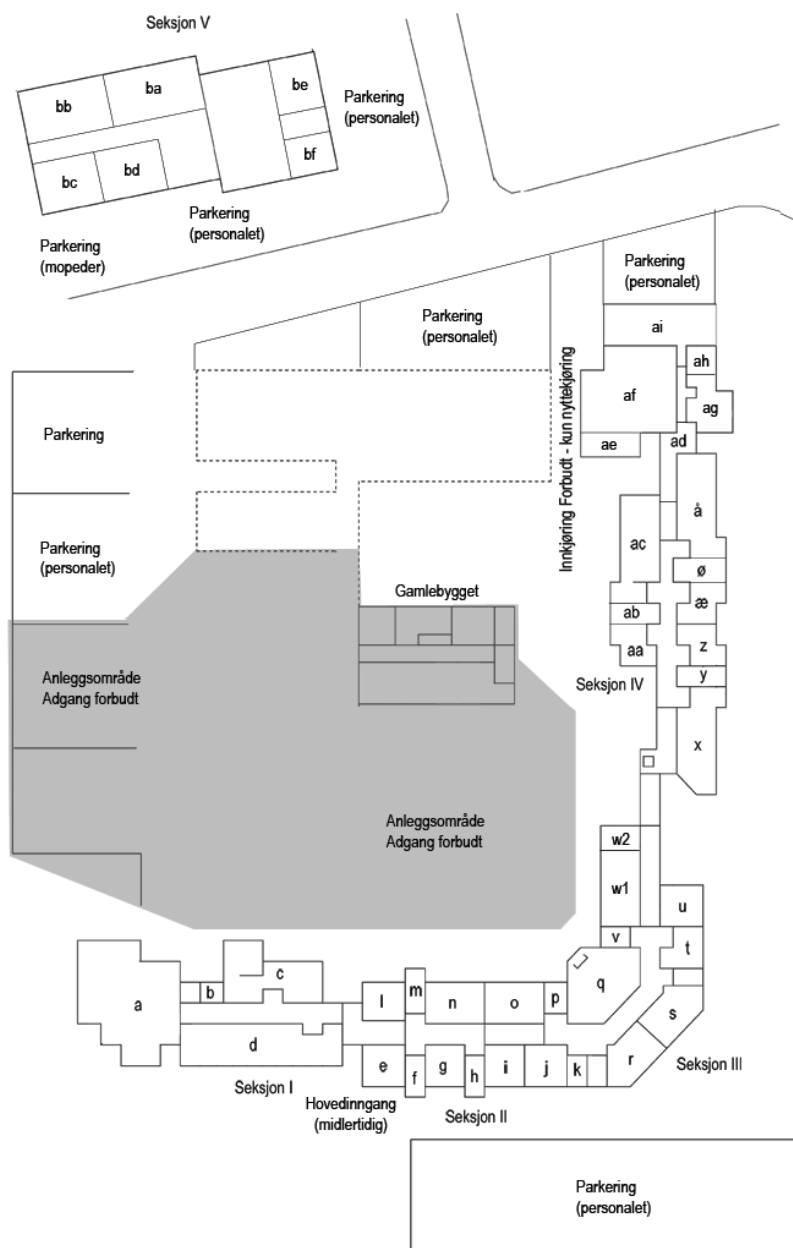 Seksjon V
bb
ba
be
Parkering
(personalet)
bc
bd
bf
Parkering
(personalet)
Parkering
(mopeder)
Parkering
(personalet)
Parkering
(personalet)
ai
ah
af
ag
ae
ad
Innkjøring Forbudt - kun nyttekjøring
Parkering
Parkering
(personalet)
å
ac
ø
æ
ab
z
aa
y
Gamlebygget
Seksjon IV
Anleggsområde
Adgang forbudt
x
Anleggsområde
Adgang forbudt
w2
w1
u
v
t
a
b
c
l
m
n
o
p
q
s
d
e
f
g
h
i
j
k
r
Seksjon I
Hovedinngang
(midlertidig)
Seksjon II
Seksjon III
Parkering
(personalet)